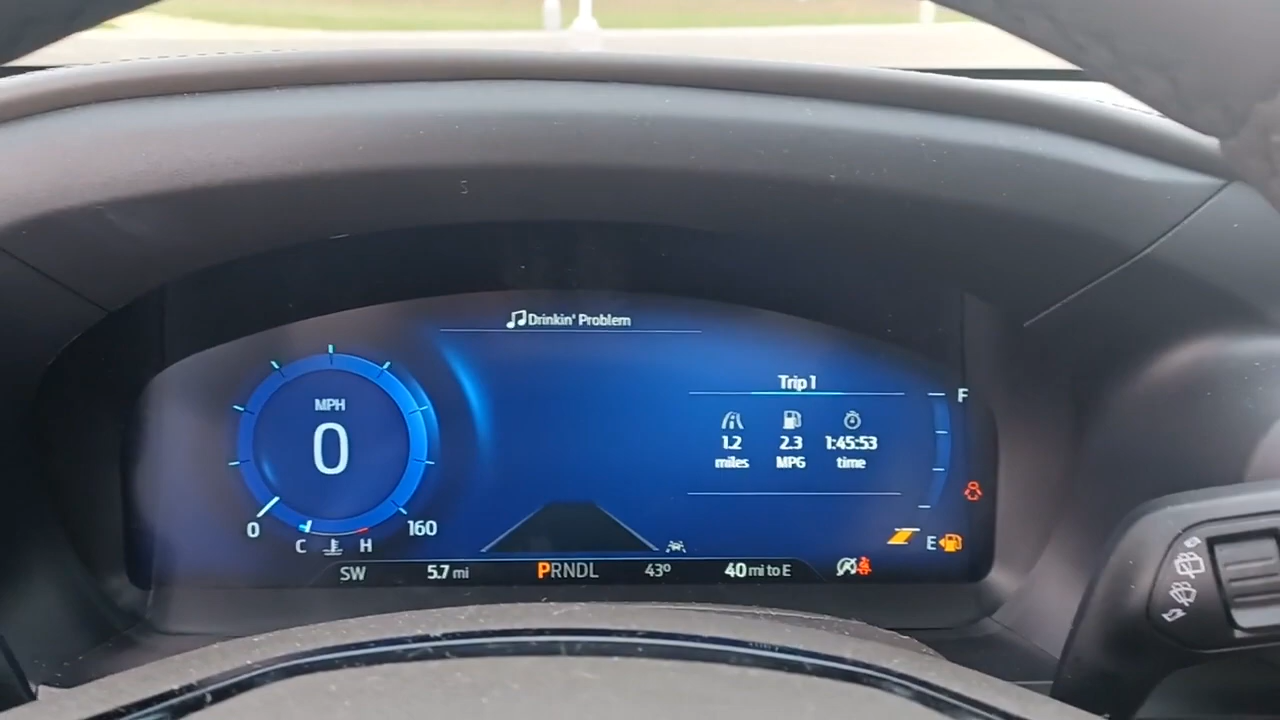 Drinkin' Problem
MPH
0
0
160
C
H
Trip 1
1.2
miles
2.3
MPG
1:45:53
time
F
E
SW
5.7 mi
PRNDL
43º
40 mi to E